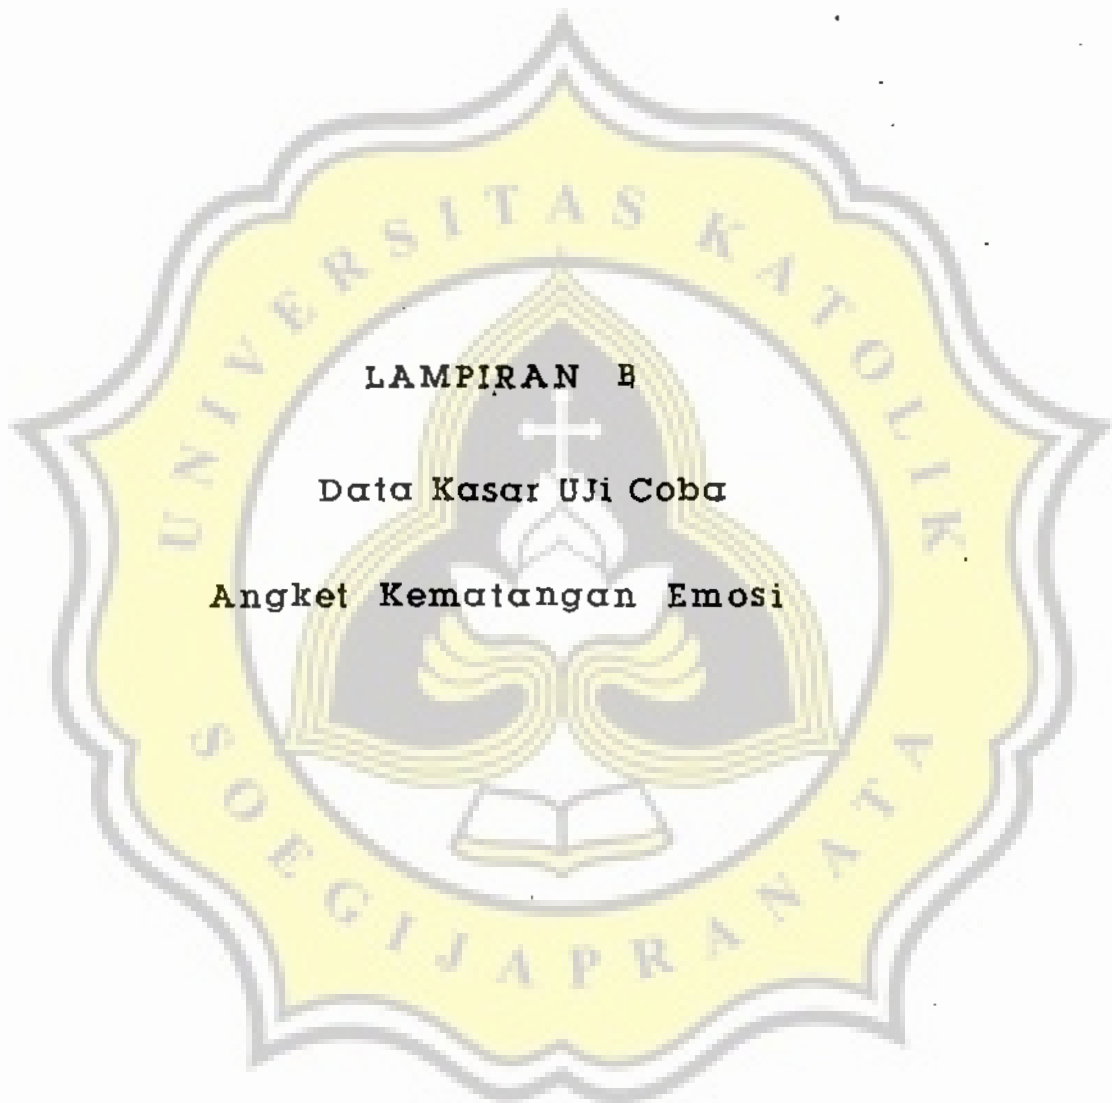 UNIVERSITAS KATOLIK
LAMPIRAN B
Data Kasar UJi Coba
Angket Kematangan Emosi
SOEGIJAPRANATA